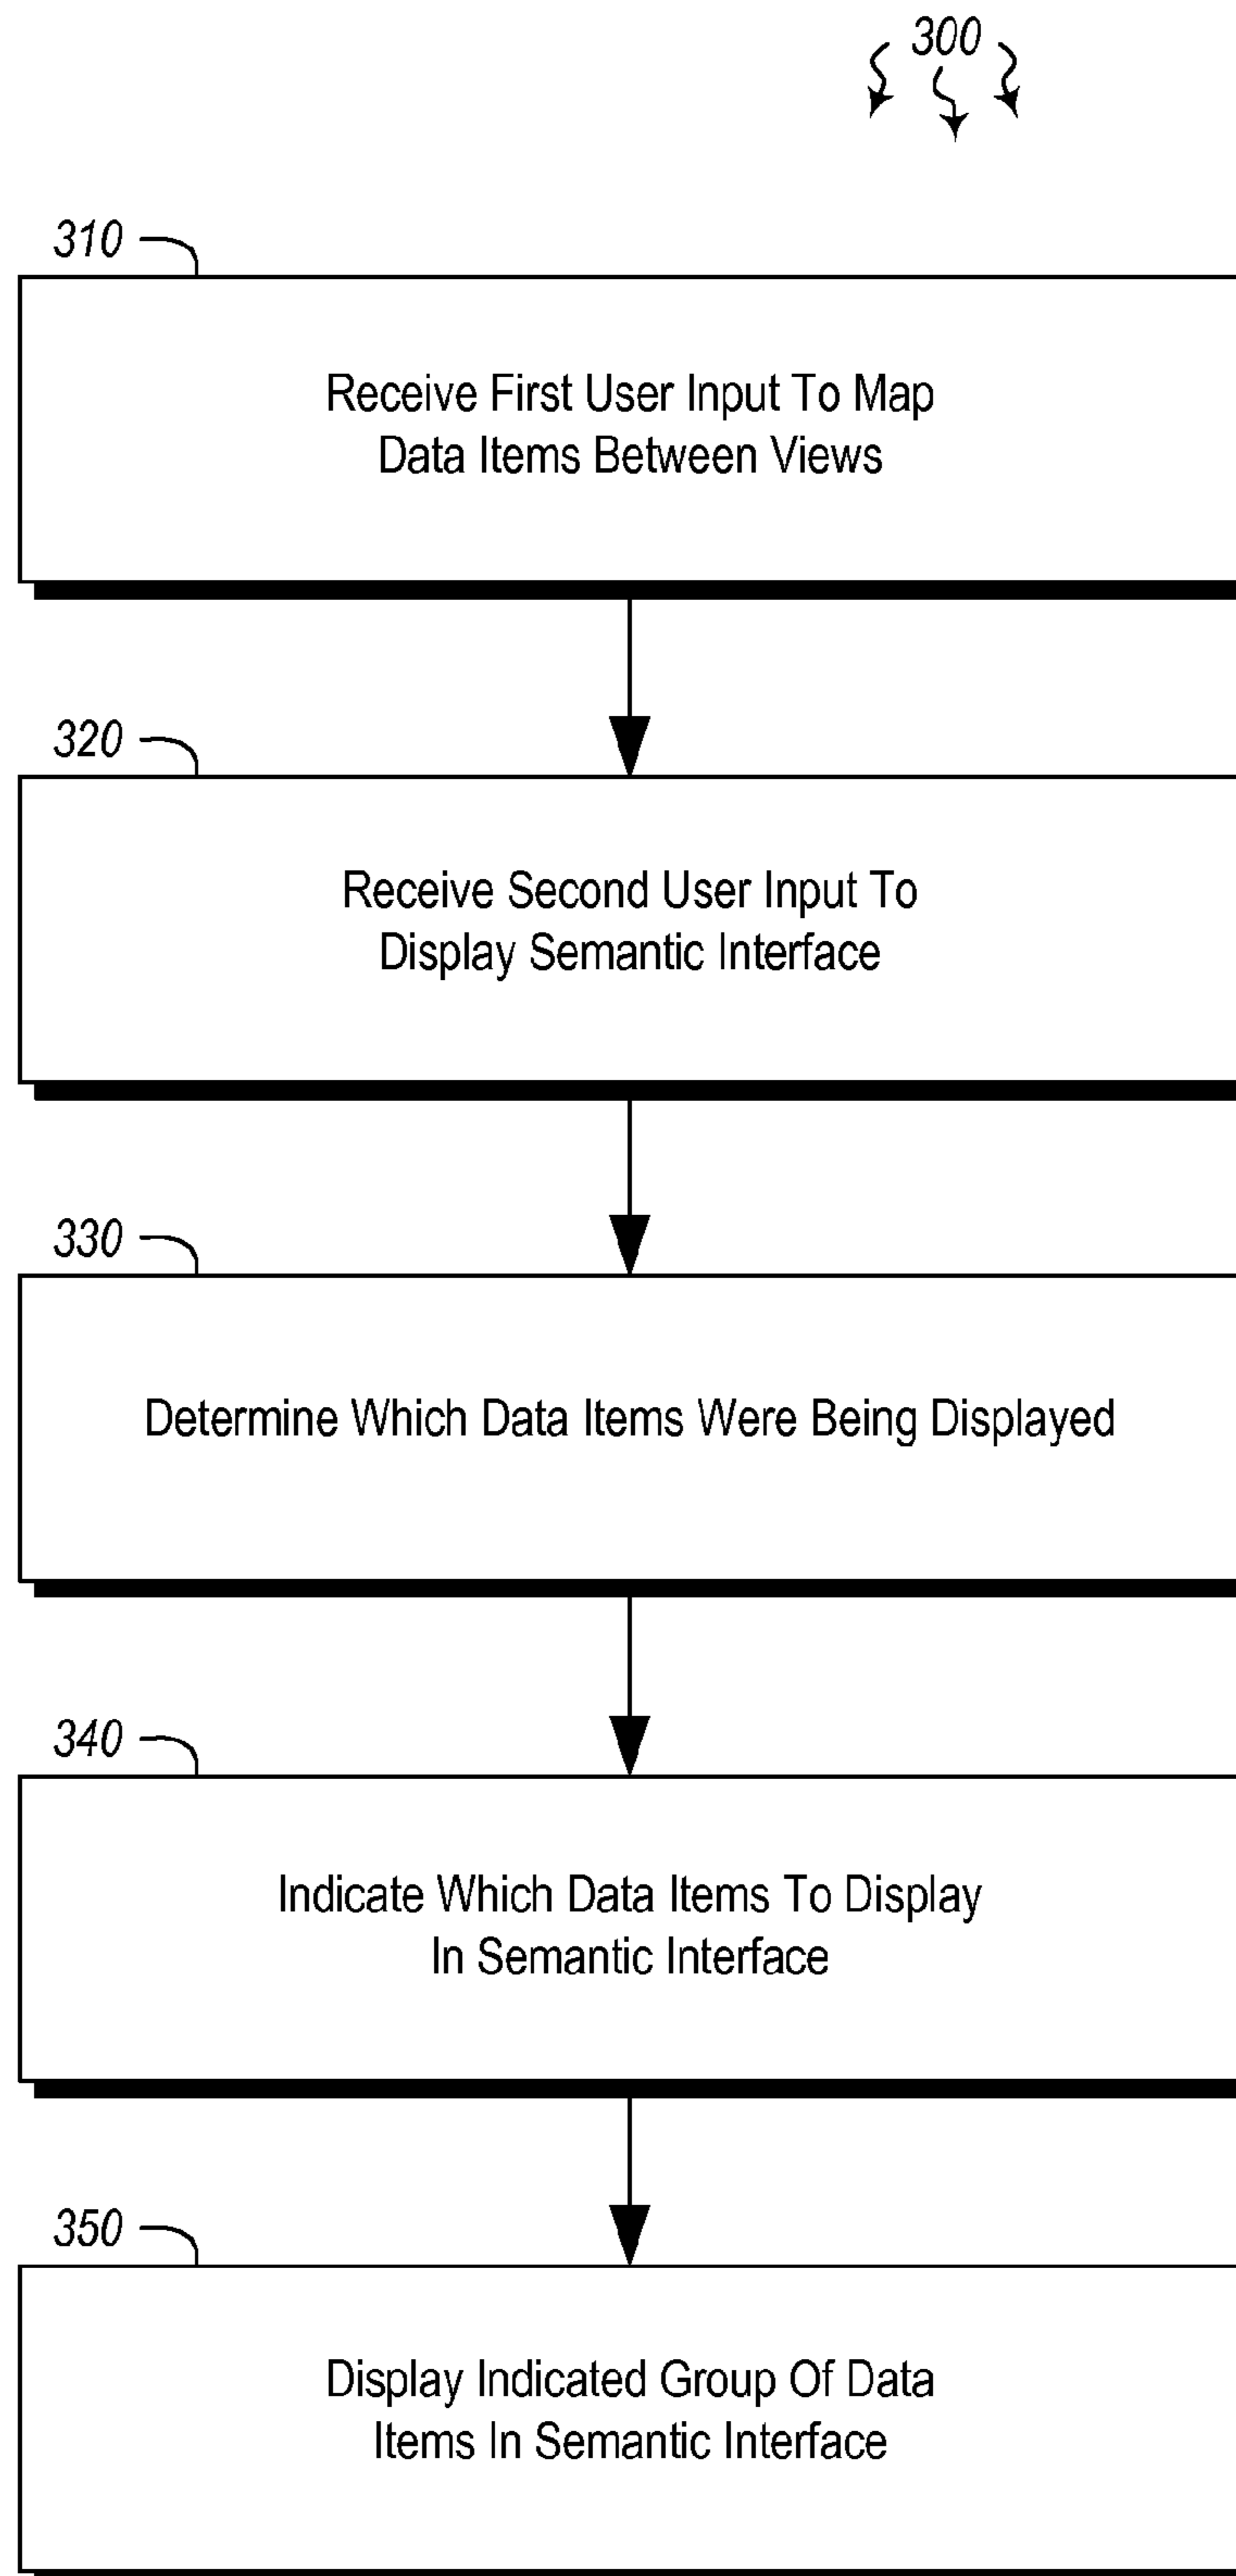 300
310
Receive First User Input To Map
Data Items Between Views
320
Receive Second User Input To
Display Semantic Interface
330
Determine Which Data Items Were Being Displayed
340
Indicate Which Data Items To Display
In Semantic Interface
350
Display Indicated Group Of Data
Items In Semantic Interface